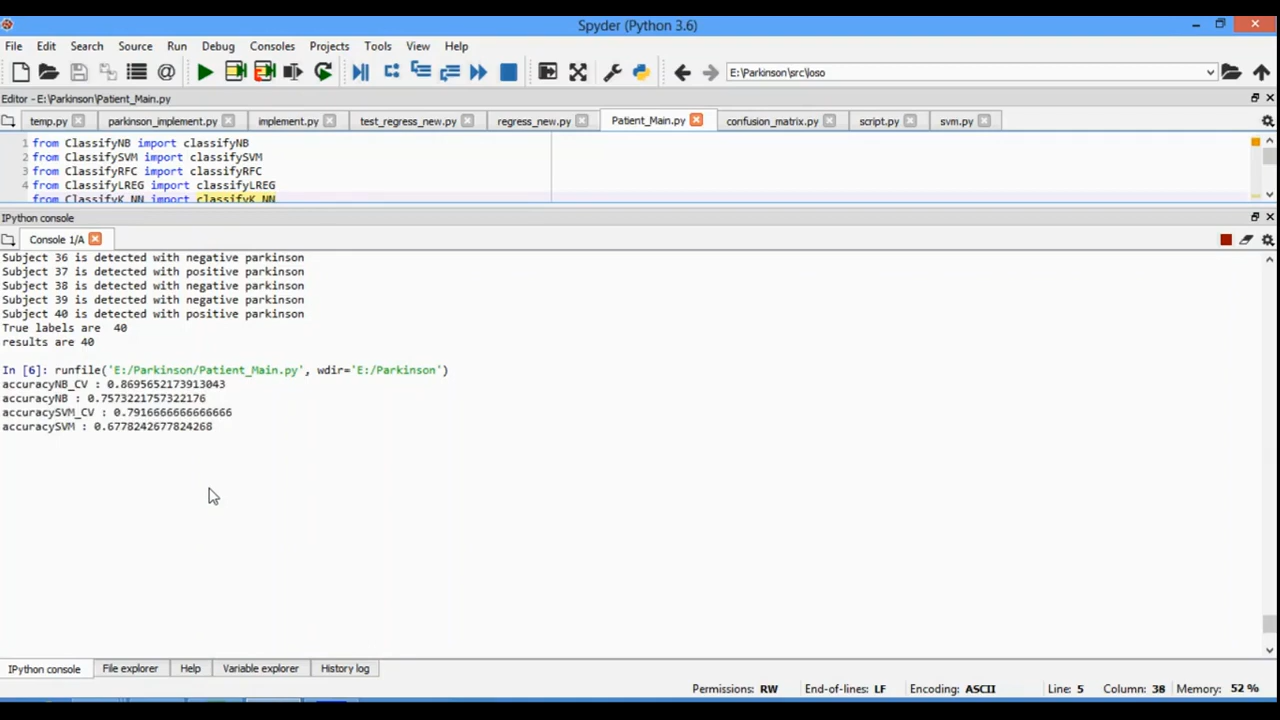 Spyder (Python 3.6)
File Edit Search Source Run Debug Consoles Projects Tools View Help
E:\Parkinson\src\loso
Editor - E:\Parkinson\Patient_Main.py
temp.py parkinson_implement.py implement.py test_regress_new.py regress_new.py Patient_Main.py confusion_matrix.py script.py svm.py
1 from ClassifyNB import classifyNB
2 from ClassifySVM import classifySVM
3 from ClassifyRFC import classifyRFC
4 from ClassifyLREG import classifyLREG
from ClassifyK_NN import classifyK_NN
IPython console
Console 1/A
Subject 36 is detected with negative parkinson
Subject 37 is detected with positive parkinson
Subject 38 is detected with negative parkinson
Subject 39 is detected with negative parkinson
Subject 40 is detected with positive parkinson
True labels are  40
results are 40
In [6]: runfile('E:/Parkinson/Patient_Main.py', wdir='E:/Parkinson')
accuracyNB_CV : 0.8695652173913043
accuracyNB : 0.7573221757322176
accuracySVM_CV : 0.7916666666666666
accuracySVM : 0.6778242677824268
IPython console File explorer Help Variable explorer History log
Permissions: RW End-of-lines: LF Encoding: ASCII Line: 5 Column: 38 Memory: 52 %